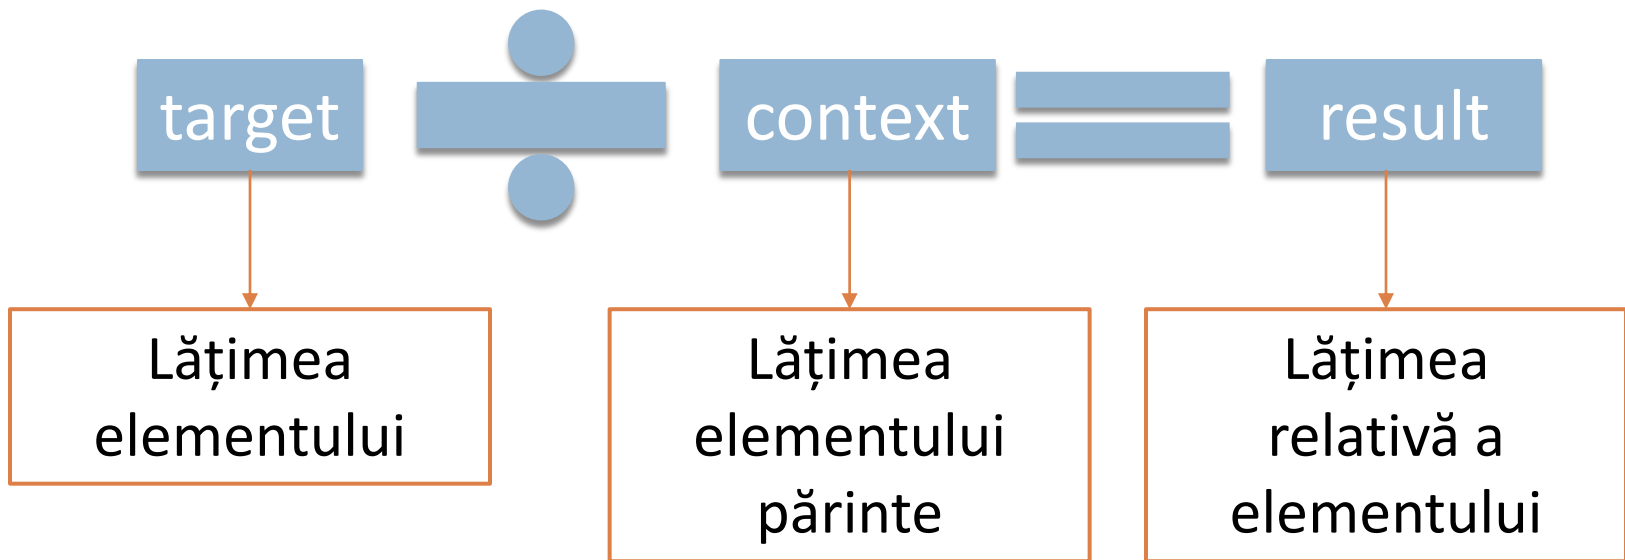 target
context
result
Lățimea
elementului
Lățimea
elementului
părinte
Lățimea
relativă a
elementului